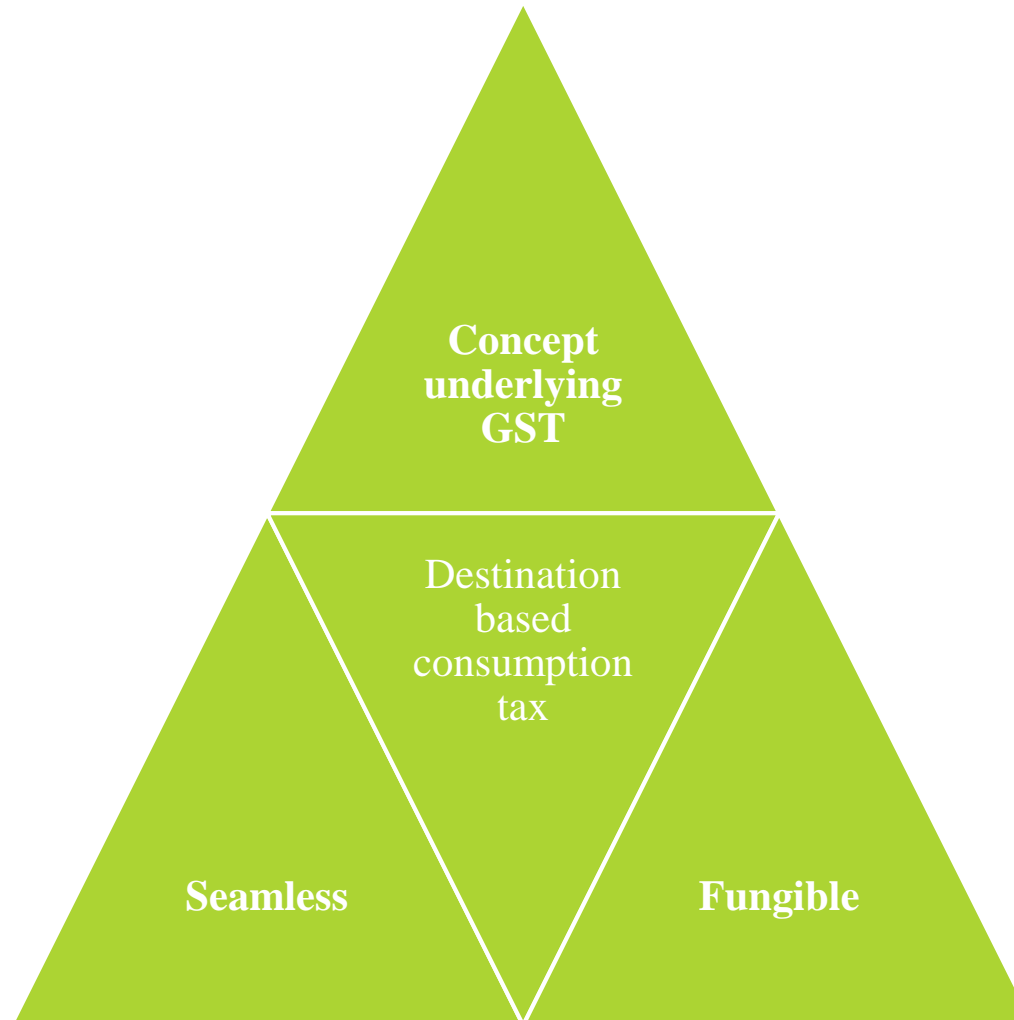 Concept
underlying
GST
Destination
based
consumption
tax
Seamless
Fungible